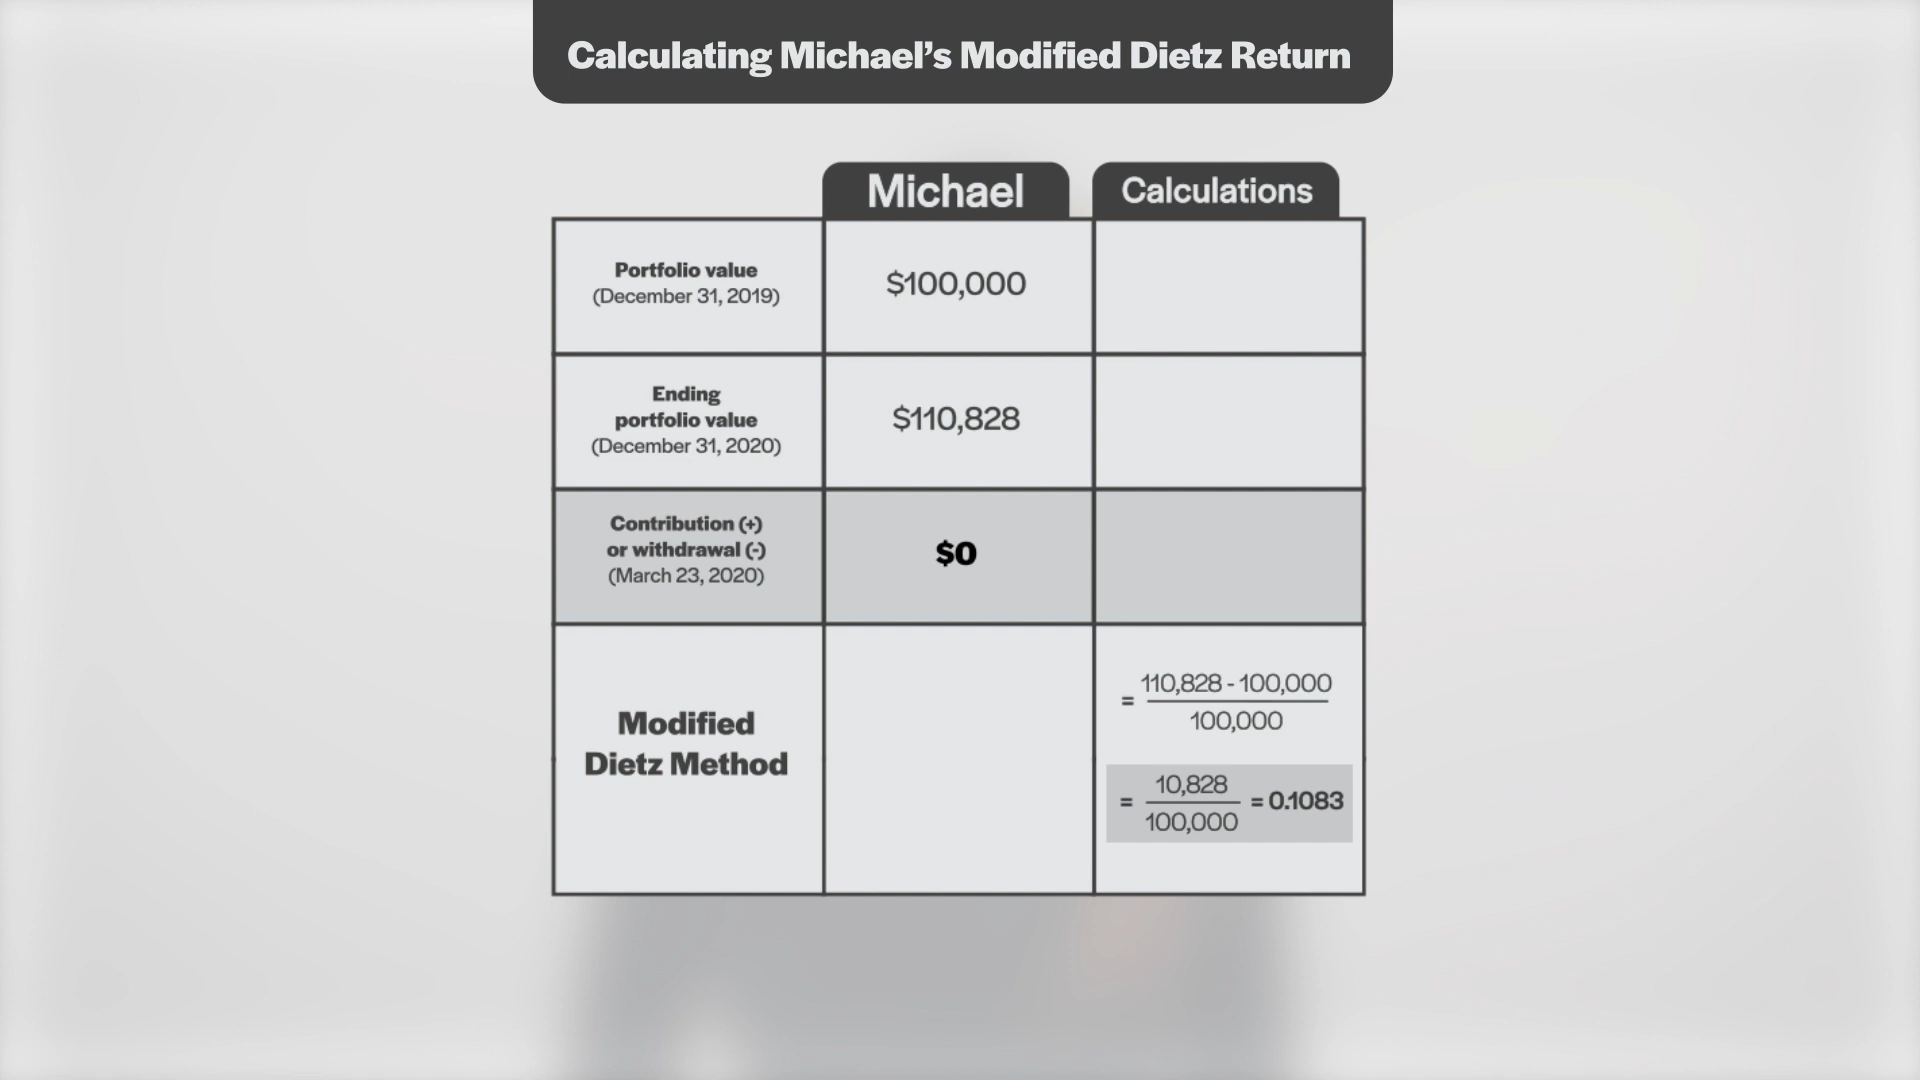 Calculating Michael’s Modified Dietz Return
Michael
Calculations
Portfolio value
(December 31, 2019)
$100,000
Ending
portfolio value
(December 31, 2020)
$110,828
Contribution (+)
or withdrawal (-)
(March 23, 2020)
$0
Modified
Dietz Method
= 110,828 - 100,000
100,000
= 10,828
100,000
= 0.1083